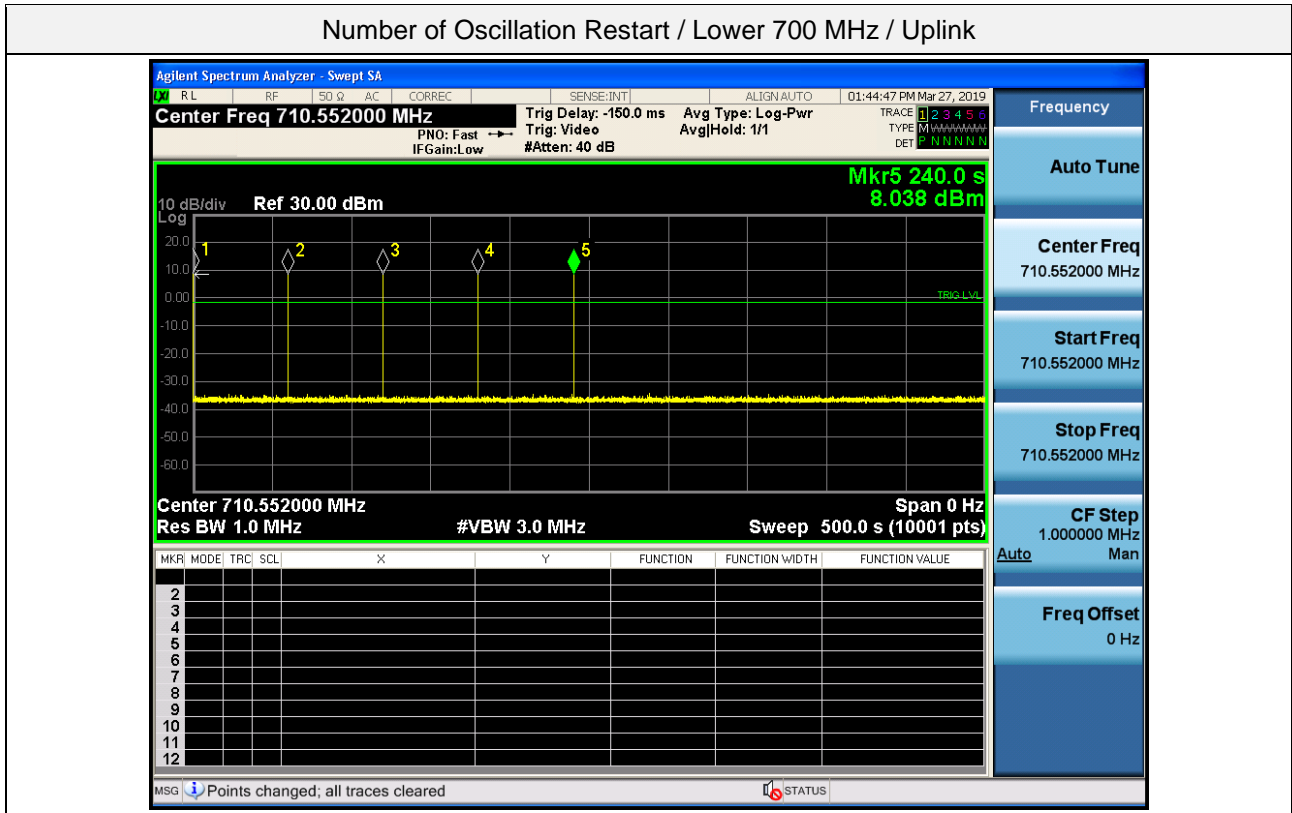 Number of Oscillation Restart / Lower 700 MHz / Uplink
Agilent Spectrum Analyzer - Swept SA
LXI RL RF 50 Ω AC CORREC SENSE:INT ALIGN AUTO 01:44:47 PM Mar 27, 2019
Center Freq 710.552000 MHz
PNO: Fast
IFGain:Low
Trig Delay: -150.0 ms
Trig: Video
#Atten: 40 dB
Avg Type: Log-Pwr
Avg|Hold: 1/1
TRACE 1 2 3 4 5 6
TYPE M WWWWWW
DET P N N N N N
Frequency
Mkr5 240.0 s
8.038 dBm
10 dB/div Ref 30.00 dBm
Log
20.0
10.0
0.00
-10.0
-20.0
-30.0
-40.0
-50.0
-60.0
1 2 3 4 5
TRIG LVL
Center 710.552000 MHz Span 0 Hz
Res BW 1.0 MHz #VBW 3.0 MHz Sweep 500.0 s (10001 pts)
MKR MODE TRC SCL X Y FUNCTION FUNCTION WIDTH FUNCTION VALUE
2
3
4
5
6
7
8
9
10
11
12
Auto Tune
Center Freq
710.552000 MHz
Start Freq
710.552000 MHz
Stop Freq
710.552000 MHz
CF Step
1.000000 MHz
Auto Man
Freq Offset
0 Hz
MSG Points changed; all traces cleared STATUS